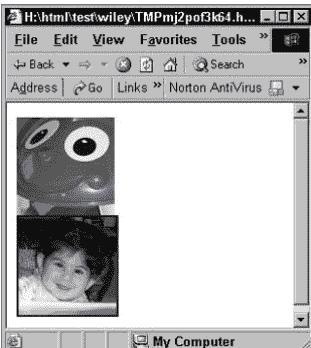 H:\html\test\wiley\TMPmj2pof3k64.h...
File Edit View Favorites Tools »
Back Search »
Address Go Links » Norton AntiVirus
My Computer